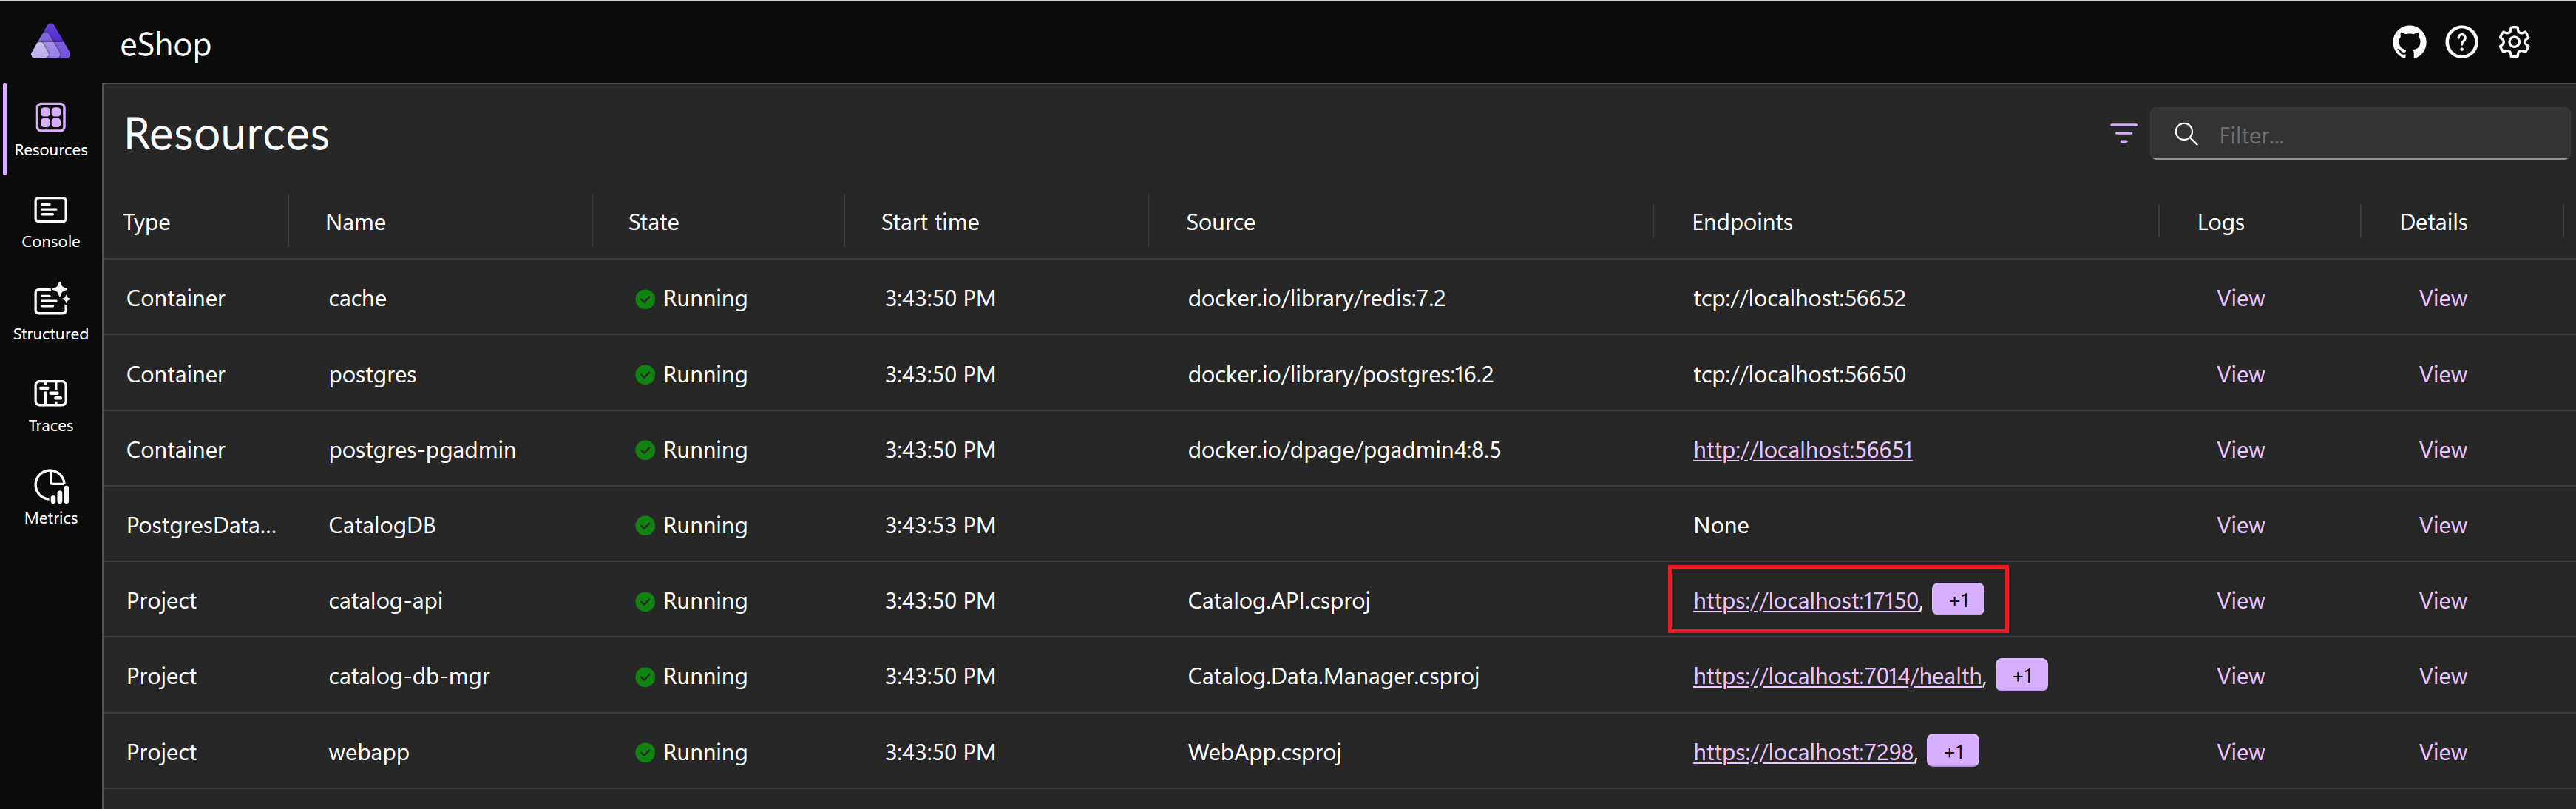 eShop
Resources
Console
Structured
Traces
Metrics
Resources
Filter...
Type Name State Start time Source Endpoints Logs Details
Container cache Running 3:43:50 PM docker.io/library/redis:7.2 tcp://localhost:56652 View View
Container postgres Running 3:43:50 PM docker.io/library/postgres:16.2 tcp://localhost:56650 View View
Container postgres-pgadmin Running 3:43:50 PM docker.io/dpage/pgadmin4:8.5 http://localhost:56651 View View
PostgresData... CatalogDB Running 3:43:53 PM None View View
Project catalog-api Running 3:43:50 PM Catalog.API.csproj https://localhost:17150, +1 View View
Project catalog-db-mgr Running 3:43:50 PM Catalog.Data.Manager.csproj https://localhost:7014/health, +1 View View
Project webapp Running 3:43:50 PM WebApp.csproj https://localhost:7298, +1 View View